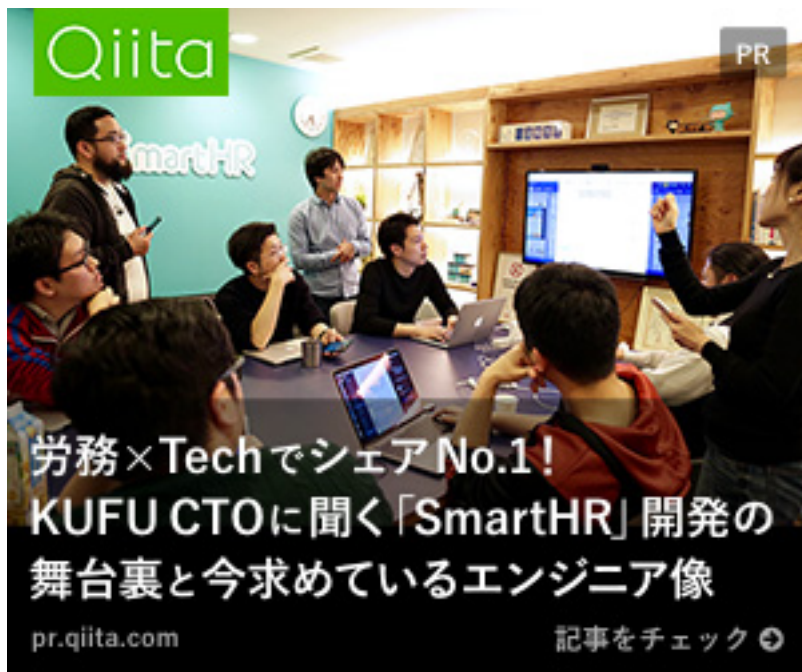 Qiita
PR
SmartHR
労務×TechでシェアNo.1!
KUFU CTOに聞く「SmartHR」開発の
舞台裏と今求めているエンジニア像
pr.qiita.com
記事をチェック